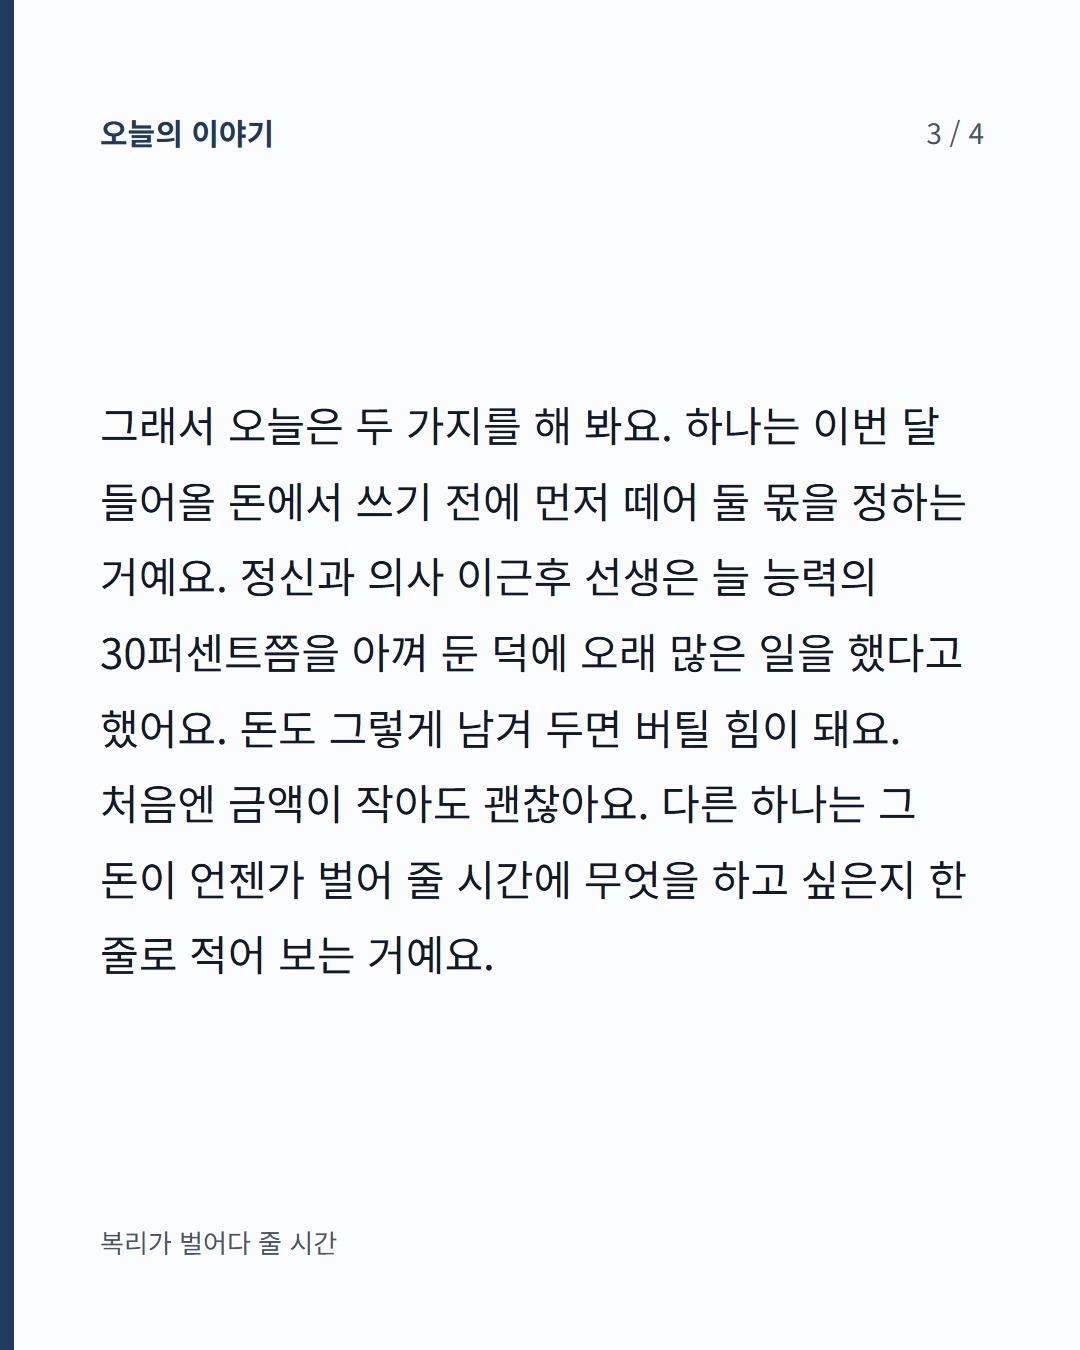 오늘의 이야기
3 / 4
그래서 오늘은 두 가지를 해 봐요. 하나는 이번 달
들어올 돈에서 쓰기 전에 먼저 떼어 둘 몫을 정하는
거예요. 정신과 의사 이근후 선생은 늘 능력의
30퍼센트쯤을 아껴 둔 덕에 오래 많은 일을 했다고
했어요. 돈도 그렇게 남겨 두면 버틸 힘이 돼요.
처음엔 금액이 작아도 괜찮아요. 다른 하나는 그
돈이 언젠가 벌어 줄 시간에 무엇을 하고 싶은지 한
줄로 적어 보는 거예요.
복리가 벌어다 줄 시간